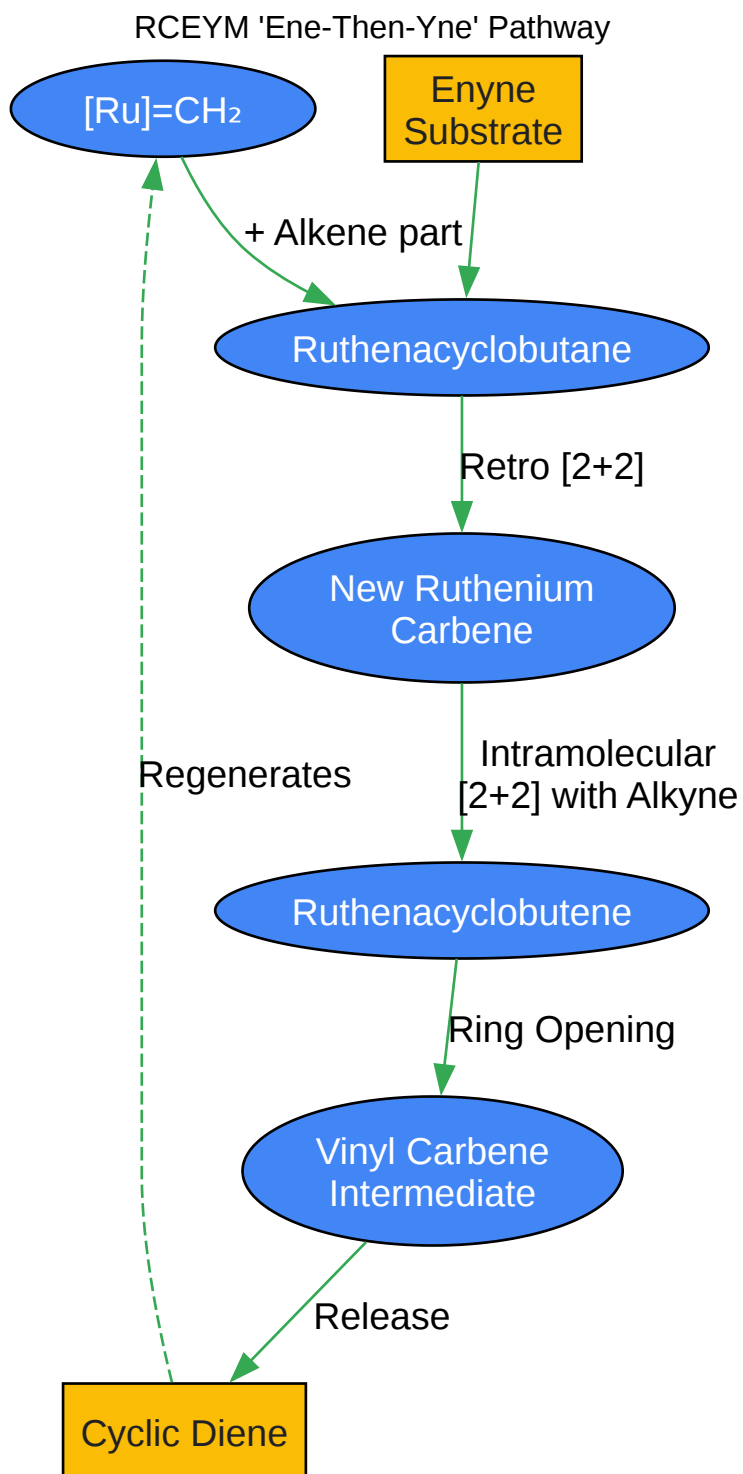 RCEYM 'Ene-Then-Yne' Pathway
[Ru]=CH₂
Enyne
Substrate
+ Alkene part
Ruthenacyclobutane
Retro [2+2]
New Ruthenium
Carbene
Intramolecular
[2+2] with Alkyne
Regenerates
Ruthenacyclobutene
Ring Opening
Vinyl Carbene
Intermediate
Release
Cyclic Diene